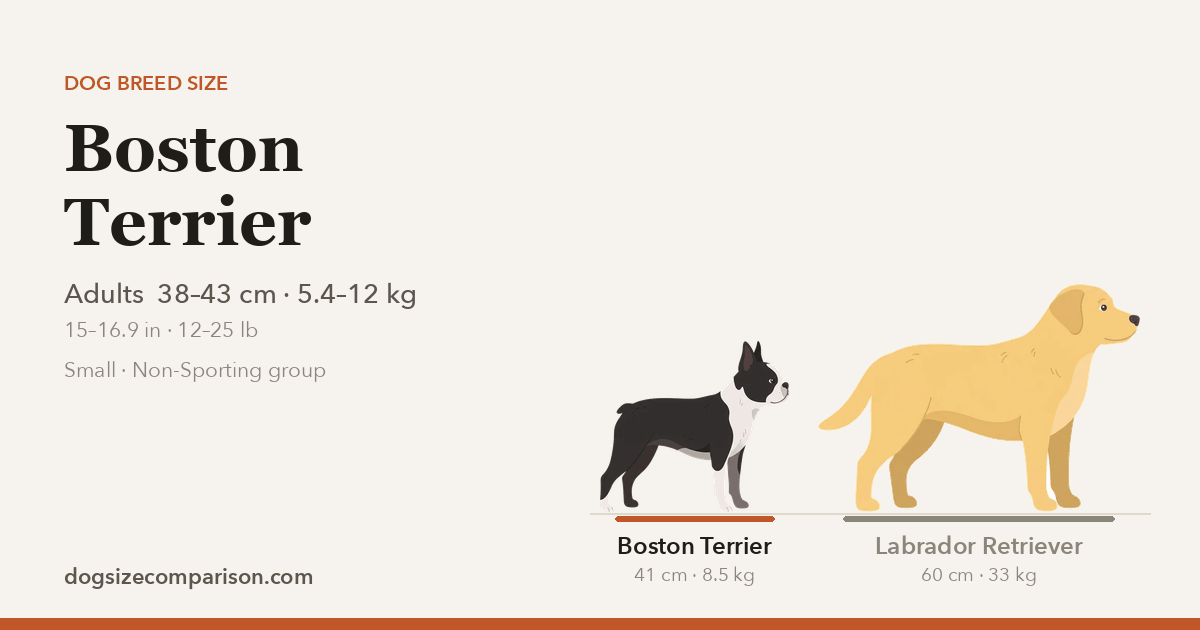 DOG BREED SIZE
Boston
Terrier
Adults 38–43 cm · 5.4–12 kg
15–16.9 in · 12–25 lb
Small · Non-Sporting group
Boston Terrier
41 cm · 8.5 kg
Labrador Retriever
60 cm · 33 kg
dogsizecomparison.com